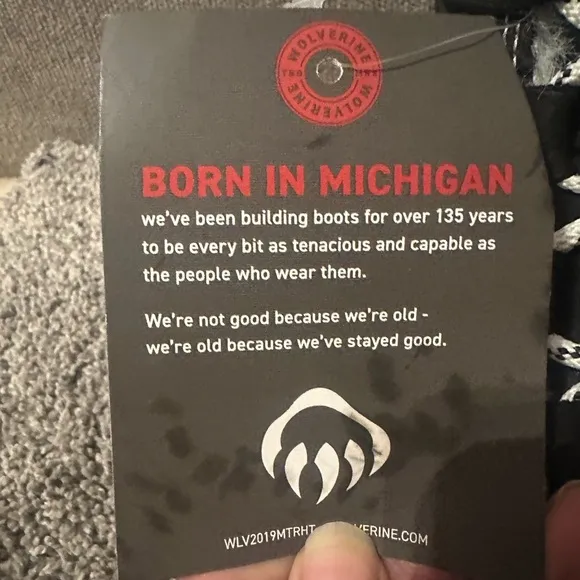 WOLVERINE
WOLVERINE
BORN IN MICHIGAN
we've been building boots for over 135 years
to be every bit as tenacious and capable as
the people who wear them.
We're not good because we're old -
we're old because we've stayed good.
WLV2019MTRHT VERINE.COM